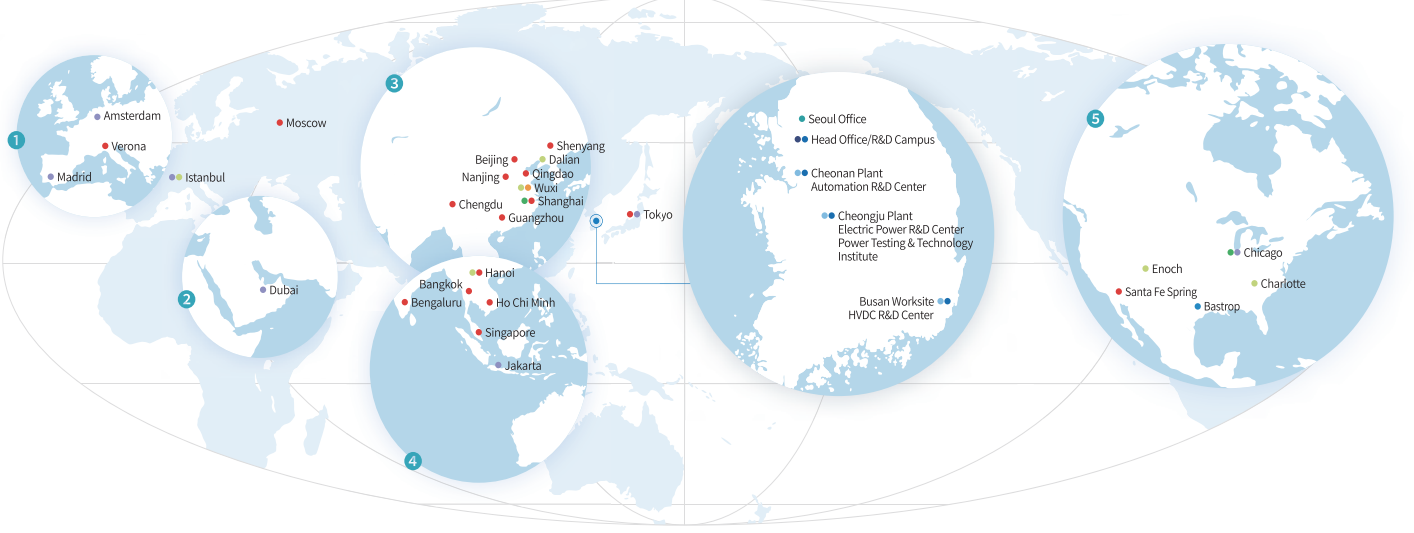 1
Amsterdam
Verona
Madrid
Istanbul
Moscow
2
Dubai
3
Shenyang
Beijing
Dalian
Nanjing
Qingdao
Wuxi
Chengdu
Shanghai
Guangzhou
Tokyo
4
Hanoi
Bangkok
Bengaluru
Ho Chi Minh
Singapore
Jakarta
Seoul Office
Head Office/R&D Campus
Cheonan Plant
Automation R&D Center
Cheongju Plant
Electric Power R&D Center
Power Testing & Technology
Institute
Busan Worksite
HVDC R&D Center
5
Chicago
Enoch
Charlotte
Santa Fe Spring
Bastrop